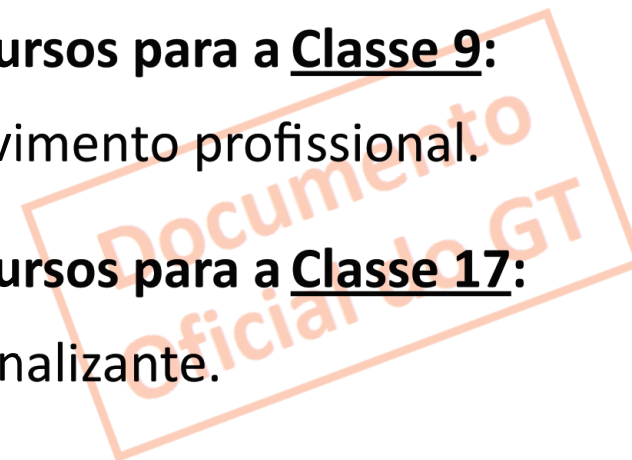 ursos para a Classe 9:
vimento profissional.
ursos para a Classe 17:
nalizante.
Documento
Oficial do GT